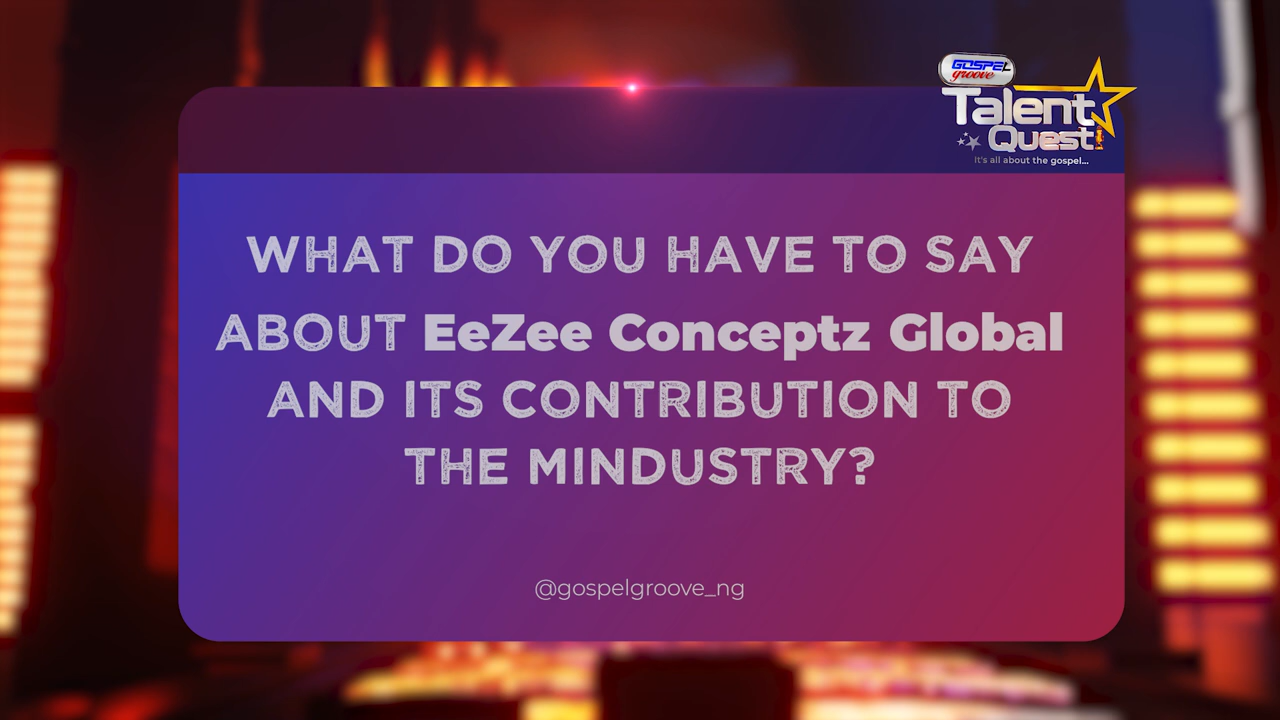 GOSPEL
groove
Talent
Quest
it's all about the gospel...
WHAT DO YOU HAVE TO SAY
ABOUT EeZee Conceptz Global
AND ITS CONTRIBUTION TO
THE MINDUSTRY?
@gospelgroove_ng